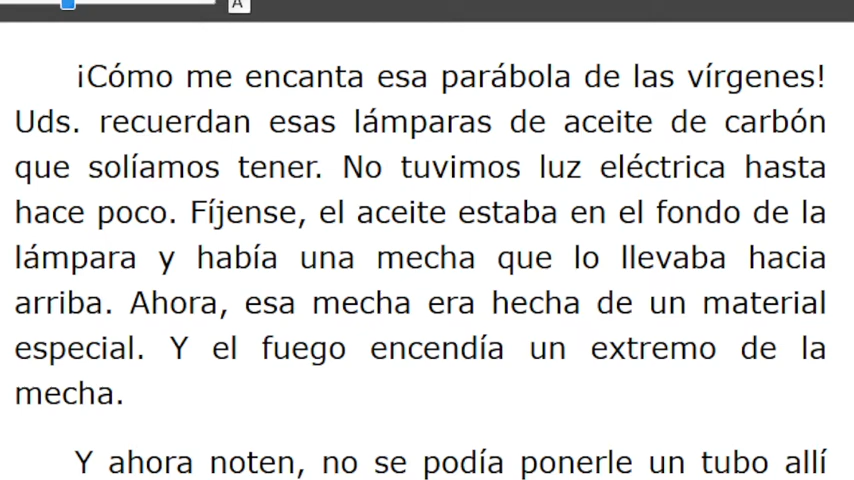 A
¡Cómo me encanta esa parábola de las vírgenes!
Uds. recuerdan esas lámparas de aceite de carbón
que solíamos tener. No tuvimos luz eléctrica hasta
hace poco. Fíjense, el aceite estaba en el fondo de la
lámpara y había una mecha que lo llevaba hacia
arriba. Ahora, esa mecha era hecha de un material
especial. Y el fuego encendía un extremo de la
mecha.
Y ahora noten, no se podía ponerle un tubo allí